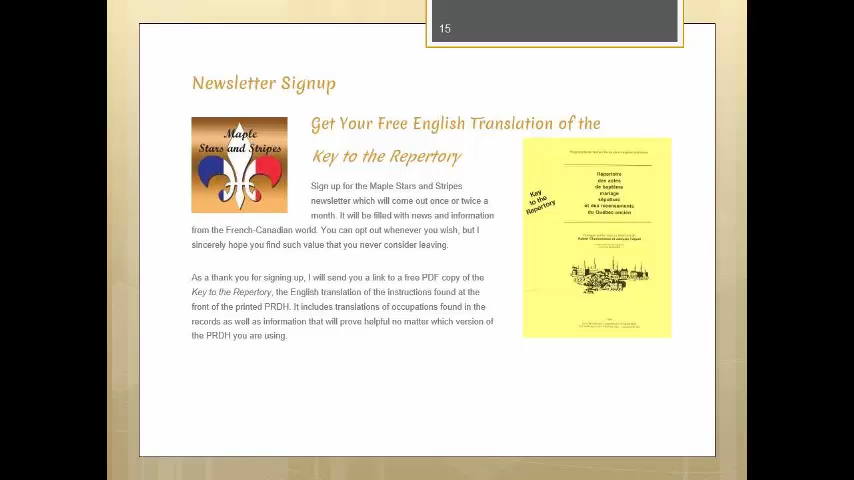 15
Newsletter Signup
Maple
Stars and Stripes
Get Your Free English Translation of the
Key to the Repertory
Sign up for the Maple Stars and Stripes
newsletter which will come out once or twice a
month. It will be filled with news and information
from the French-Canadian world. You can opt out whenever you wish, but I
sincerely hope you find such value that you never consider leaving.
As a thank you for signing up, I will send you a link to a free PDF copy of the
Key to the Repertory, the English translation of the instructions found at the
front of the printed PRDH. It includes translations of occupations found in the
records as well as information that will prove helpful no matter which version of
the PRDH you are using.
Key
to the
Repertory
Répertoire
des actes
de baptême
mariage
sépulture
et des recensements
du Québec ancien